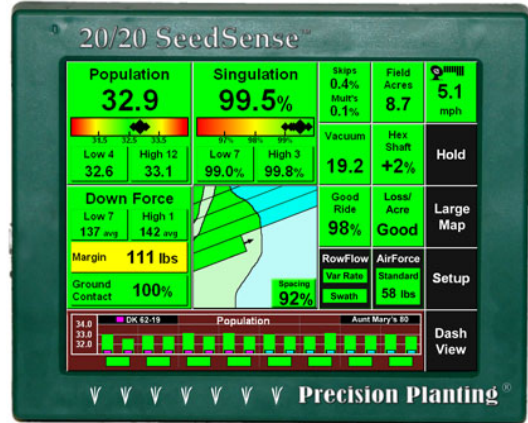 20/20 SeedSense™
Population
32.9
31.5 32.5 33.5
Low 4 High 12
32.6 33.1
Singulation
99.5%
97% 98% 99%
Low 7 High 3
99.0% 99.8%
Skips
0.4%
Mult's
0.1%
Field
Acres
8.7
5.1
mph
Vacuum
19.2
Hex
Shaft
+2%
Hold
Down Force
Low 7 High 1
137 avg 142 avg
Margin 111 lbs
Ground
Contact 100%
Spacing
92%
Good
Ride
98%
Loss/
Acre
Good
Large
Map
RowFlow
Var Rate
Swath
AirForce
Standard
58 lbs
Setup
DK 62-19 Population Aunt Mary's 80
34.0
33.0
32.0
Dash
View
Precision Planting®